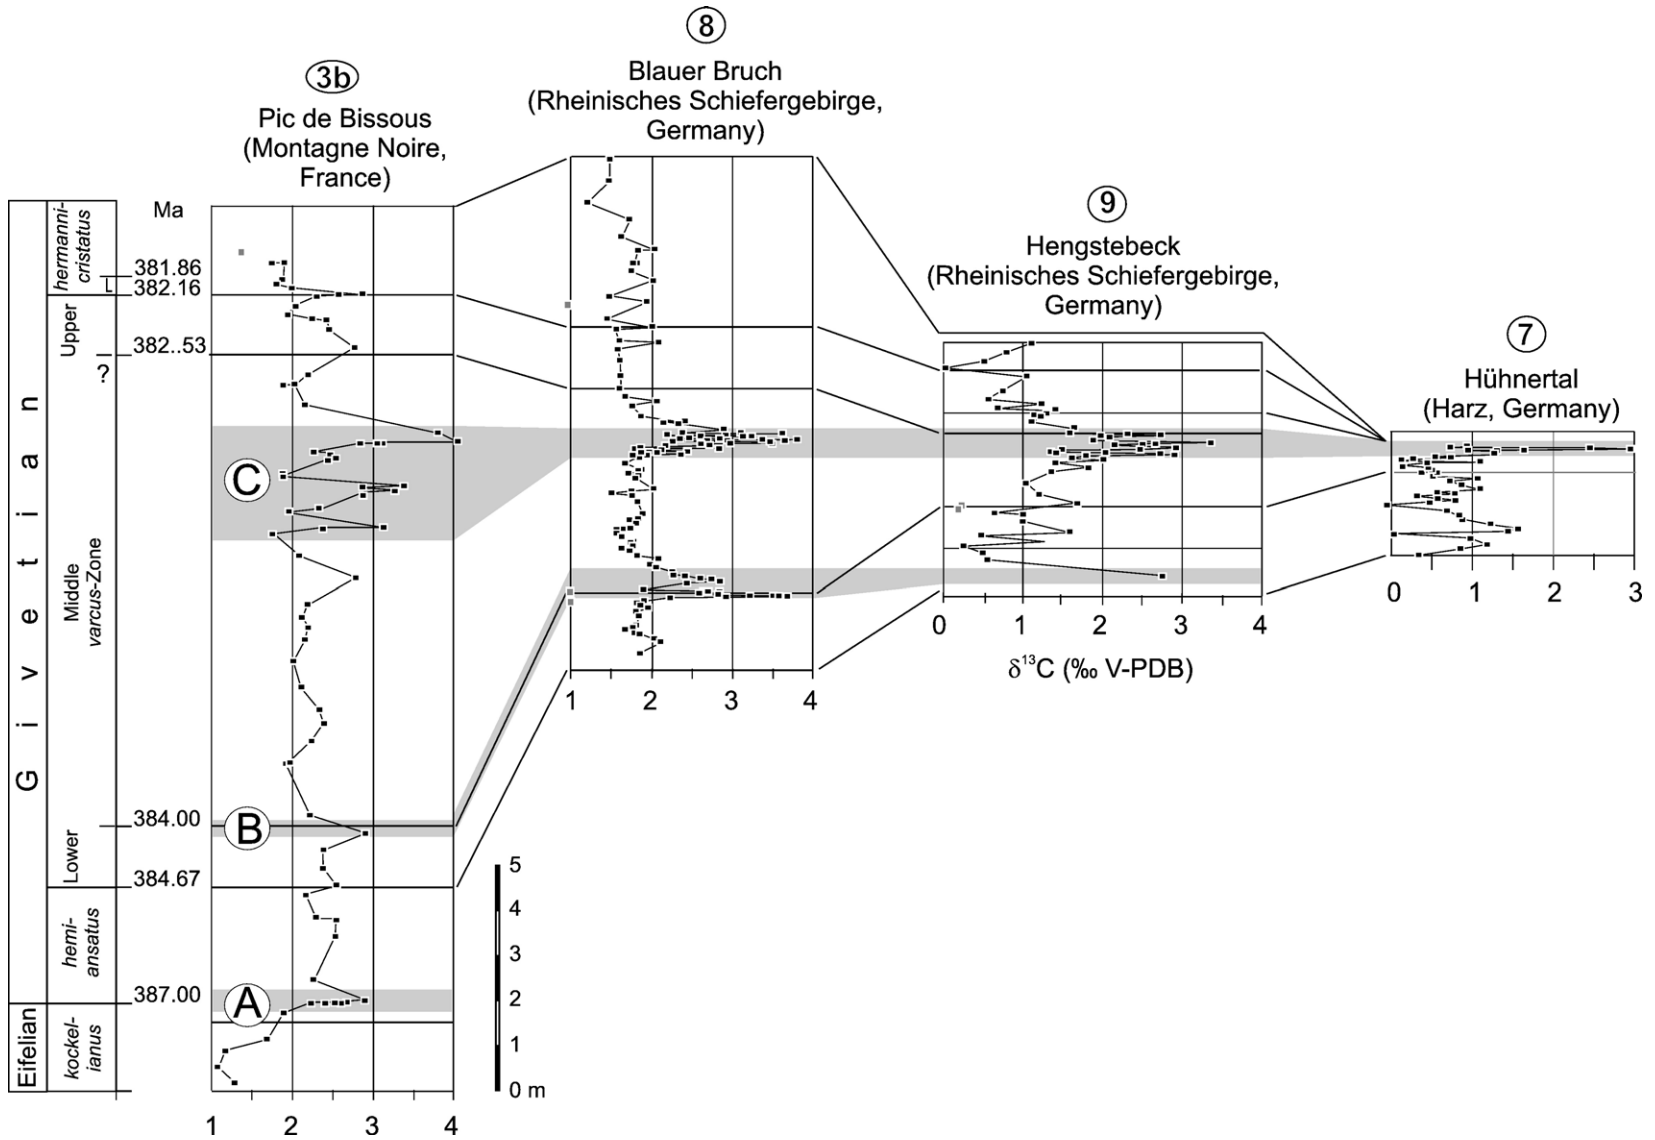 3b
Pic de Bissous
(Montagne Noire,
France)
8
Blauer Bruch
(Rheinisches Schiefergebirge,
Germany)
9
Hengstebeck
(Rheinisches Schiefergebirge,
Germany)
7
Hühnertal
(Harz, Germany)
Givetian
Eifelian
hermanni-
cristatus
L
Upper
?
Middle
varcus-Zone
Lower
hemi-
ansatus
kockel-
ianus
Ma
381.86
382.16
382..53
384.00
384.67
387.00
C
B
A
5
4
3
2
1
0 m
1 2 3 4
1 2 3 4
0 1 2 3 4
δ¹³C (‰ V-PDB)
0 1 2 3